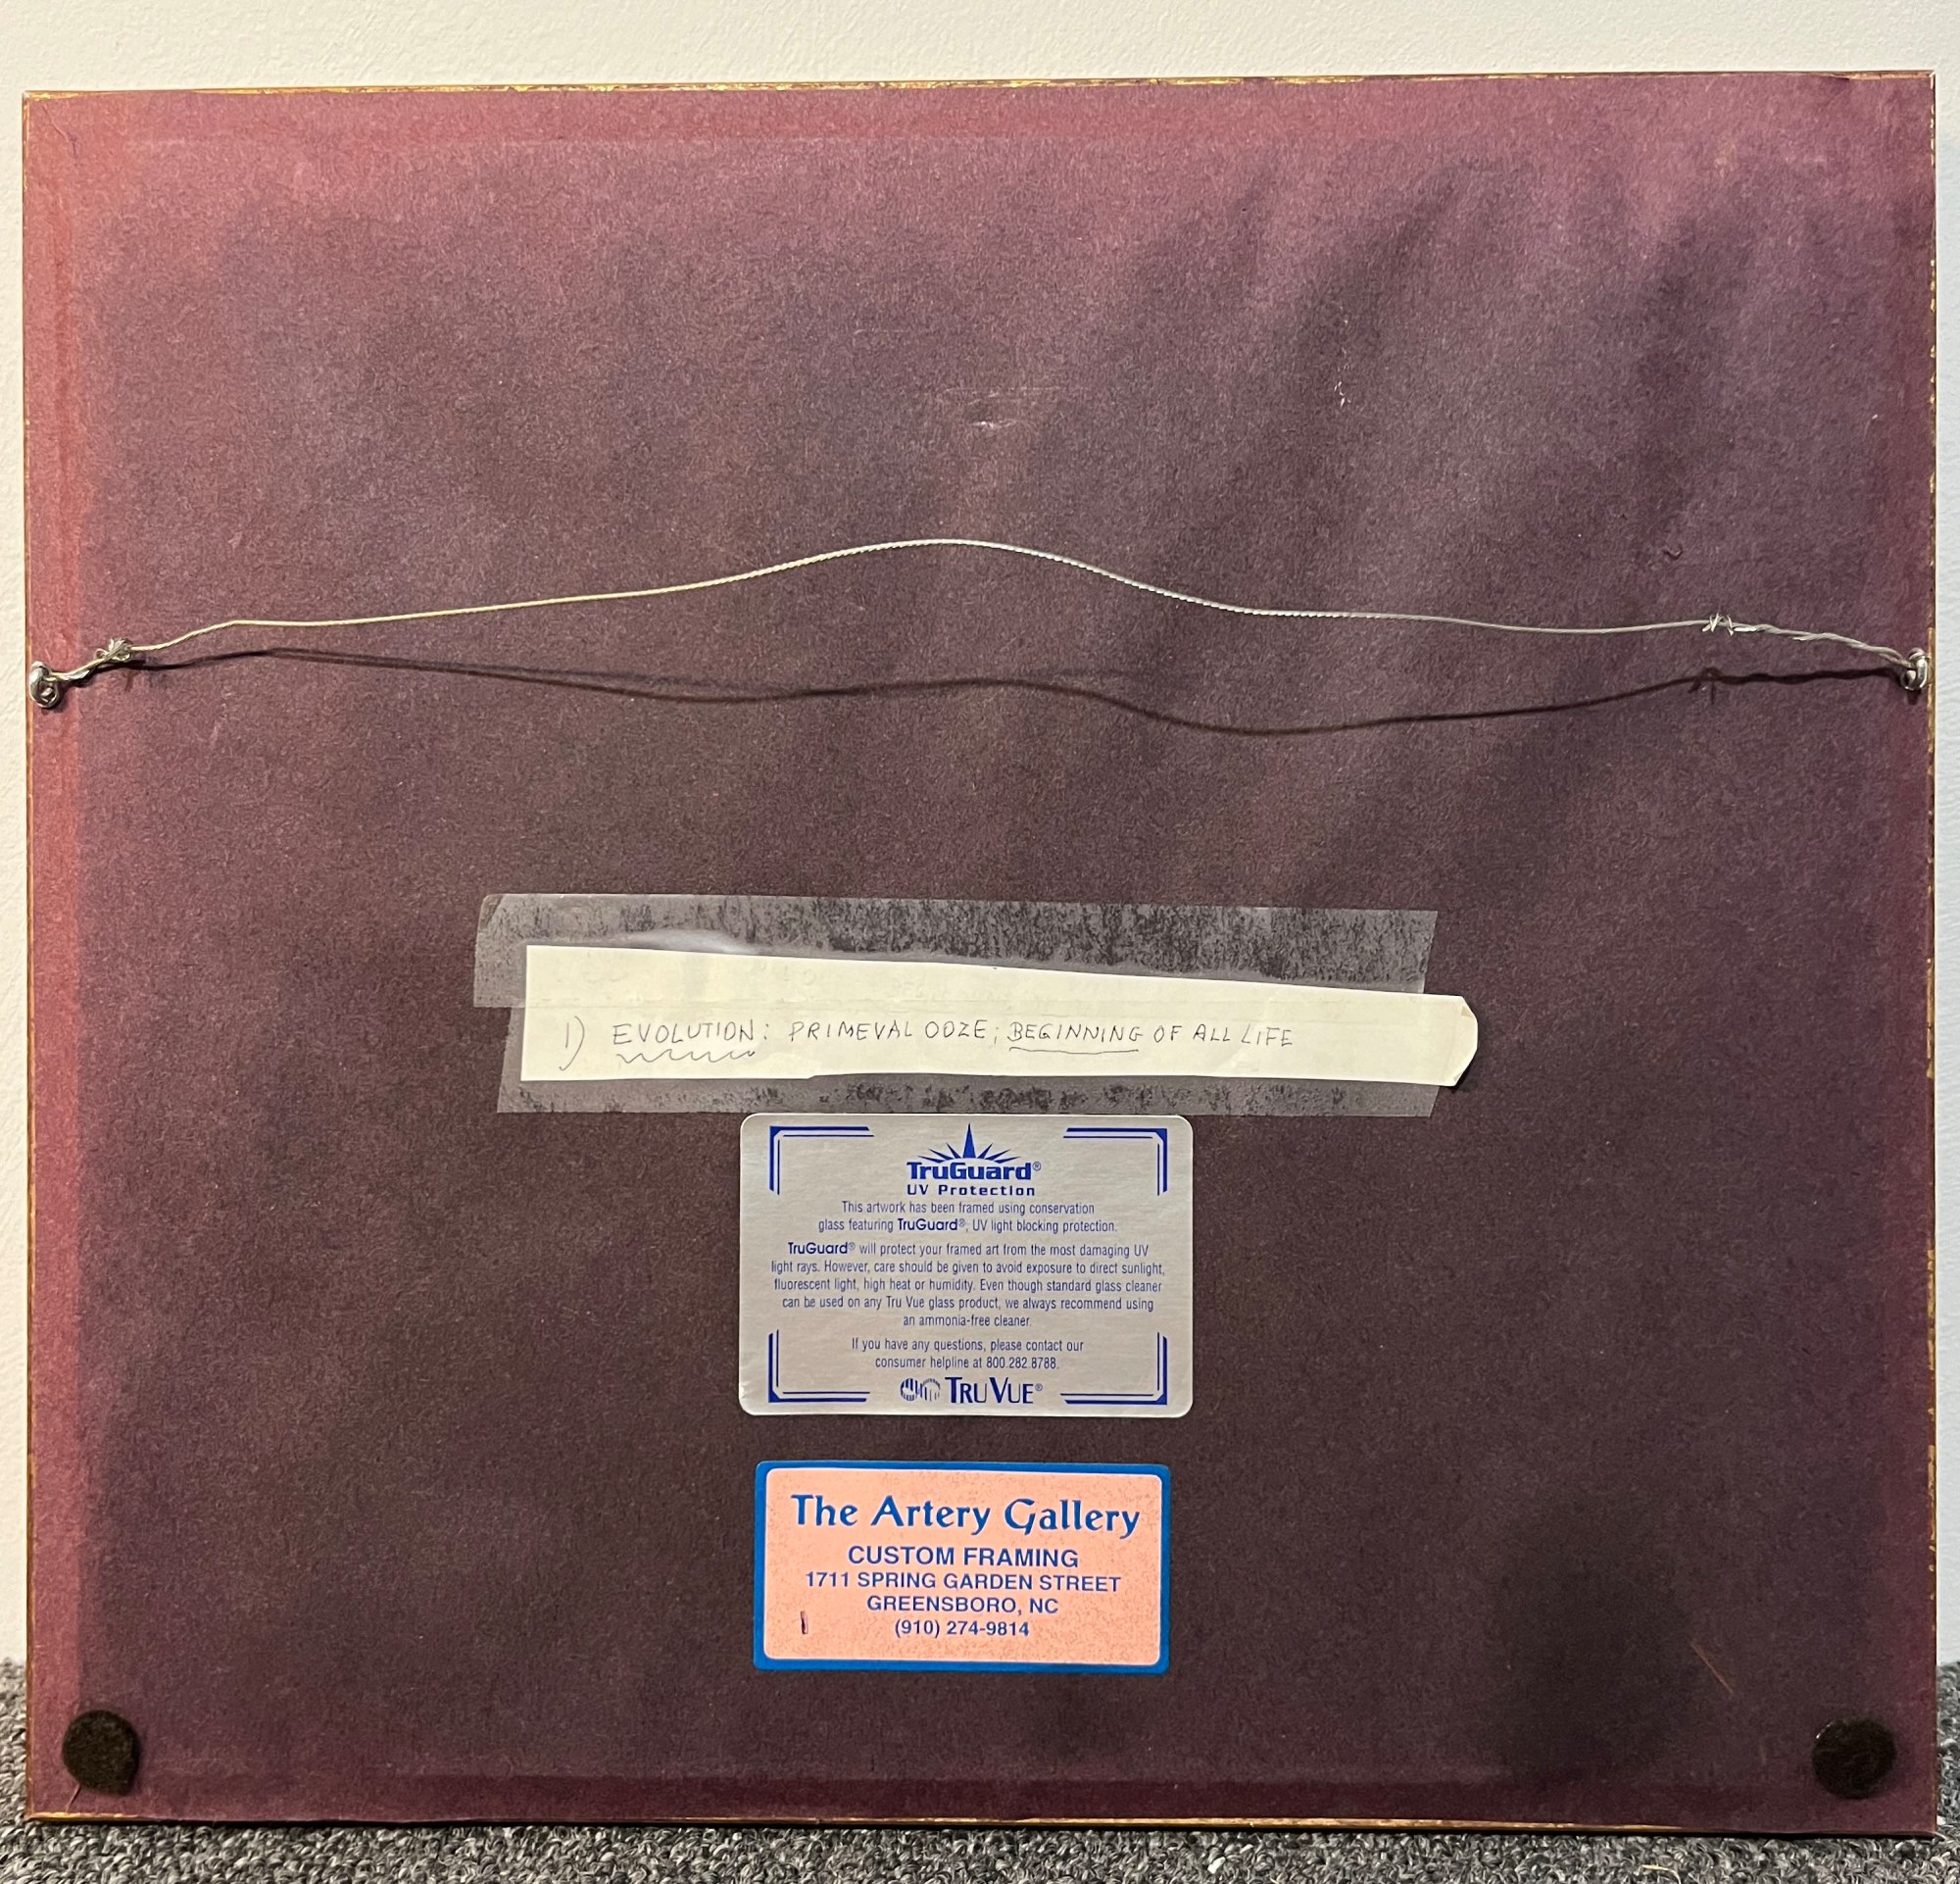 1) EVOLUTION: PRIMEVAL OOZE; BEGINNING OF ALL LIFE
TruGuard®
UV Protection
This artwork has been framed using conservation
glass featuring TruGuard®, UV light blocking protection.
TruGuard® will protect your framed art from the most damaging UV
light rays. However, care should be given to avoid exposure to direct sunlight,
fluorescent light, high heat or humidity. Even though standard glass cleaner
can be used on any Tru Vue glass product, we always recommend using
an ammonia-free cleaner.
If you have any questions, please contact our
consumer helpline at 800.282.8788.
TRU VUE®
The Artery Gallery
CUSTOM FRAMING
1711 SPRING GARDEN STREET
GREENSBORO, NC
(910) 274-9814